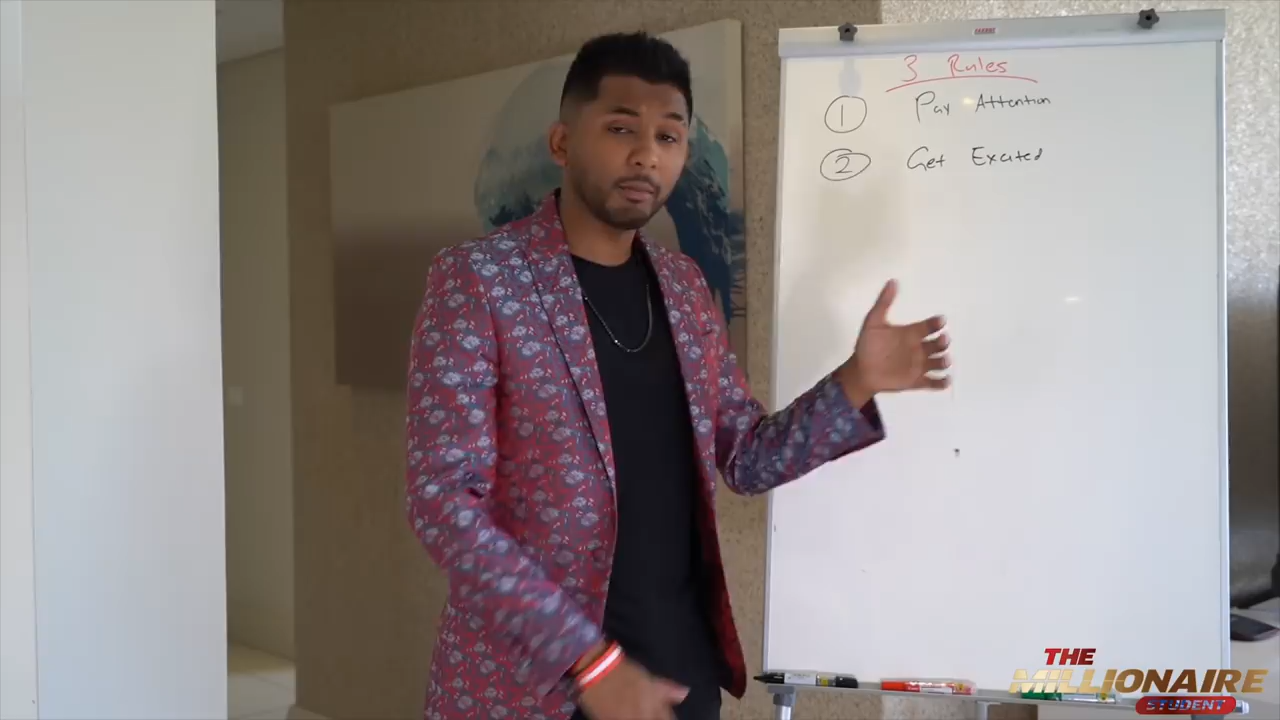 3 Rules
1 Pay Attention
2 Get Excited
THE
MILLIONAIRE
STUDENT